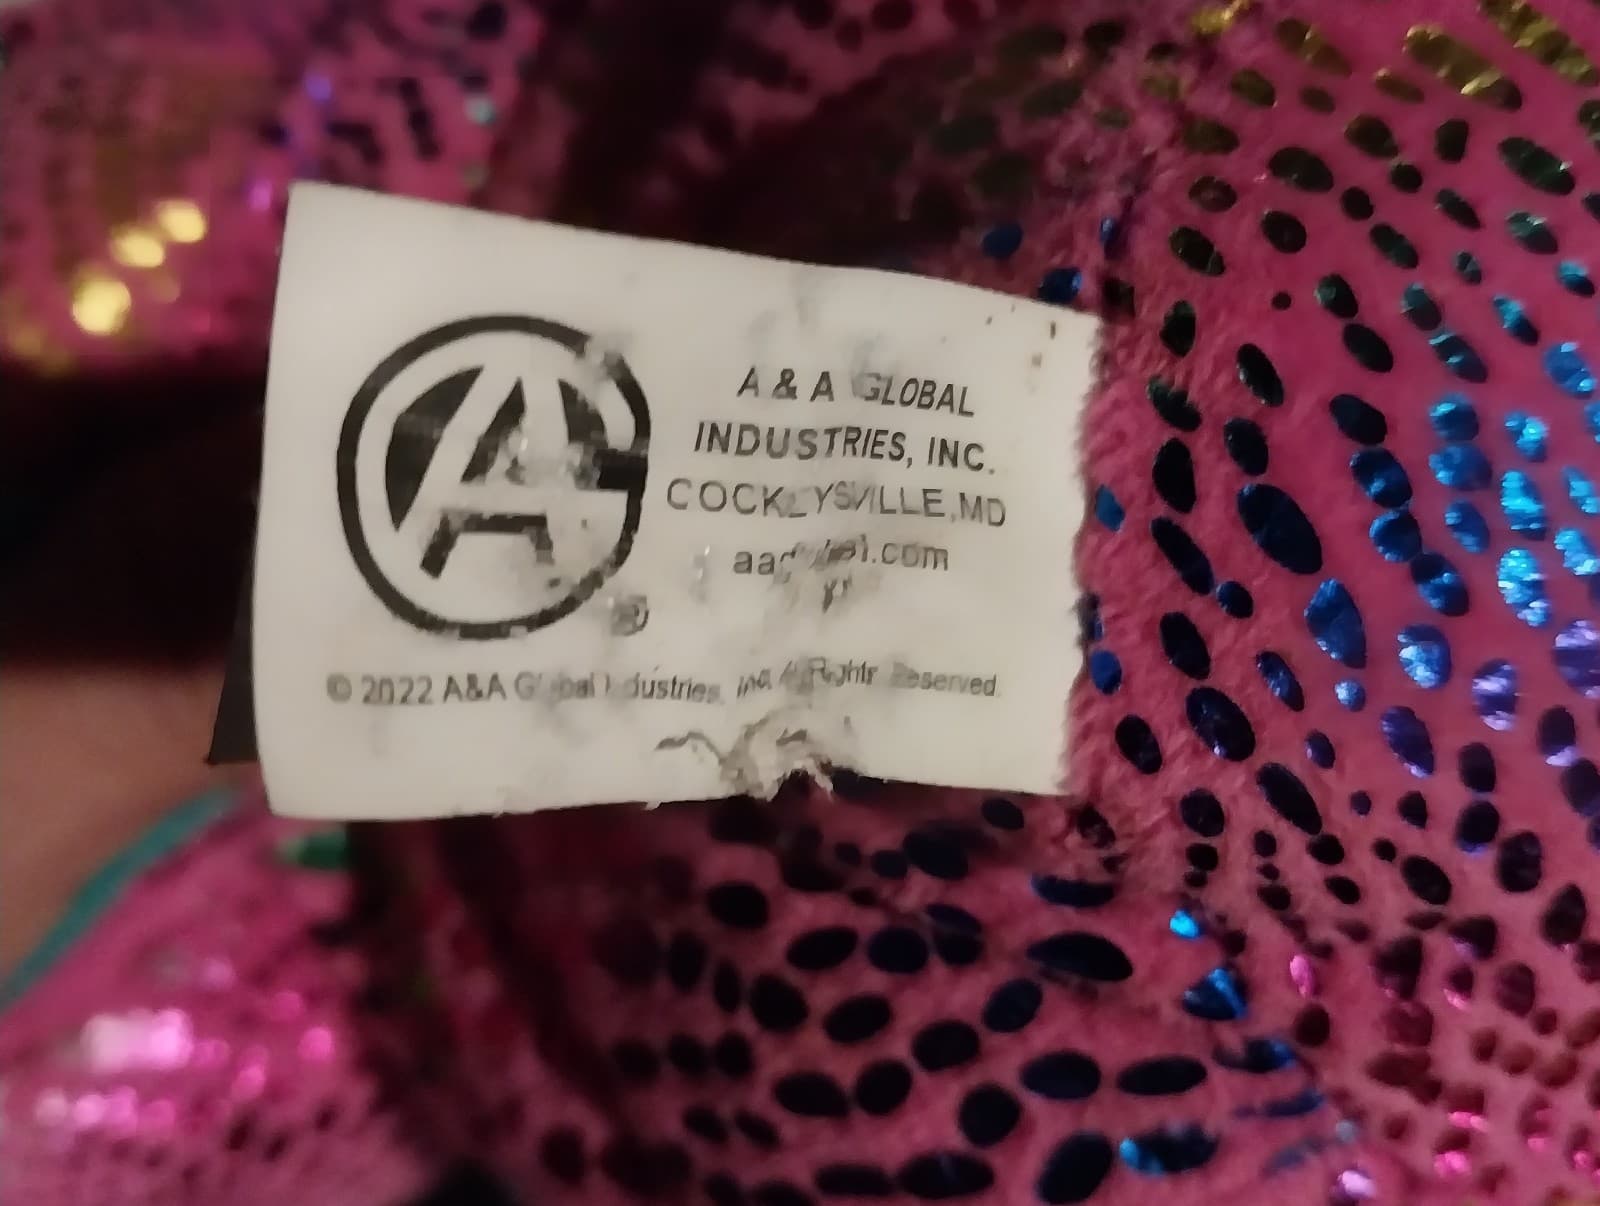 A & A GLOBAL
INDUSTRIES, INC.
COCKEYSVILLE, MD
© 2022 A&A Global Industries, Inc. All Rights Reserved.
®